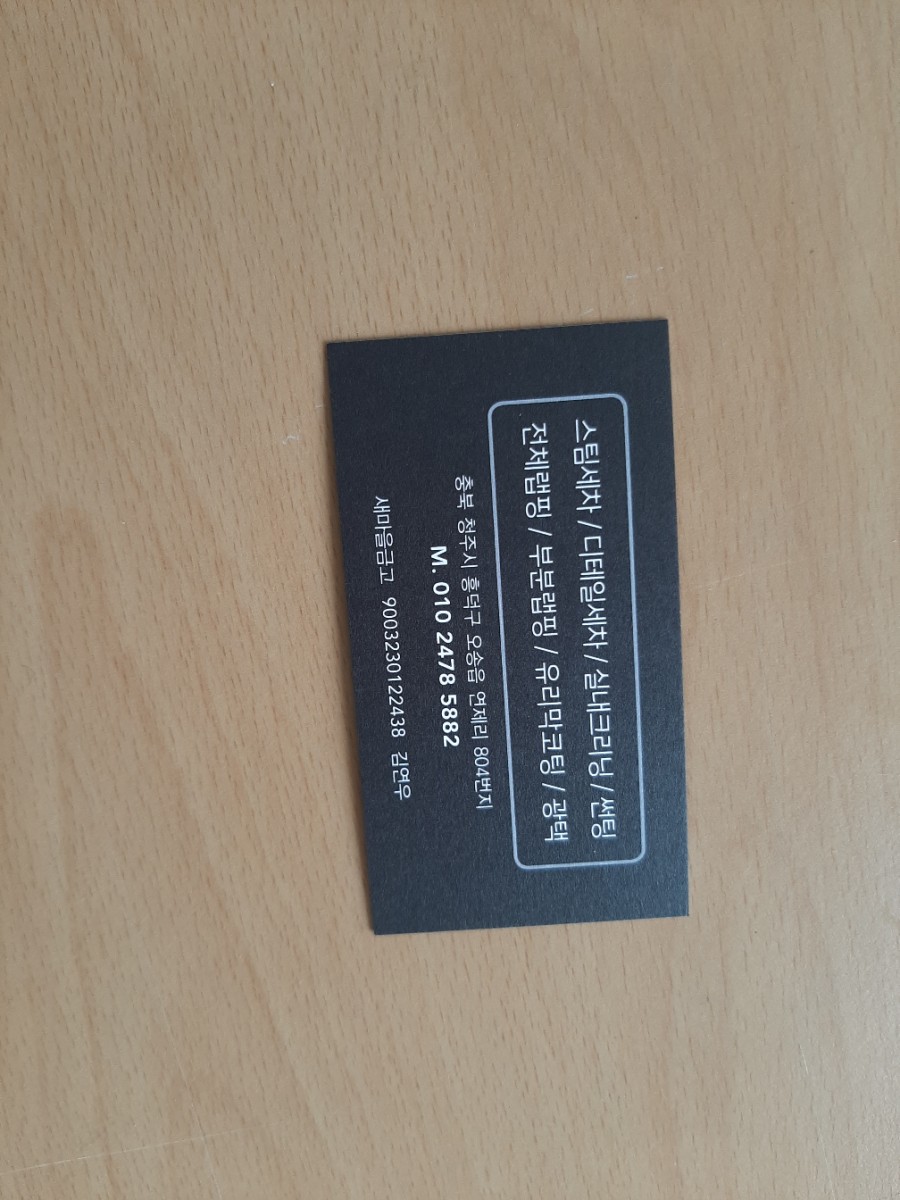 스팀세차 / 디테일세차 / 실내크리닝 / 썬팅
전체랩핑 / 부분랩핑 / 유리막코팅 / 광택
충북 청주시 흥덕구 오송읍 연제리 804번지
M. 010 2478 5882
새마을금고 9003230122438 김연우